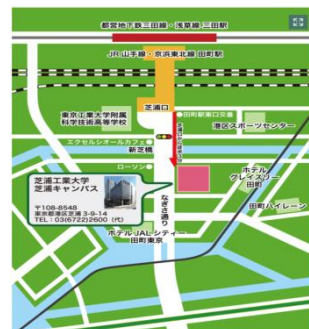 都営地下鉄三田線・浅草線 三田駅
JR山手線・京浜東北線 田町駅
芝浦口
東京工業大学附属
科学技術高等学校
田町駅東口交番
港区スポーツセンター
エクセルシオールカフェ
新芝橋
ローソン
芝浦工業大学
芝浦キャンパス
〒108-8548
東京都港区芝浦 3-9-14
TEL：03(6722)2600（代）
なぎさ通り
ホテル
グレイスリー
田町
田町ハイレーン
ホテルJALシティー
田町東京